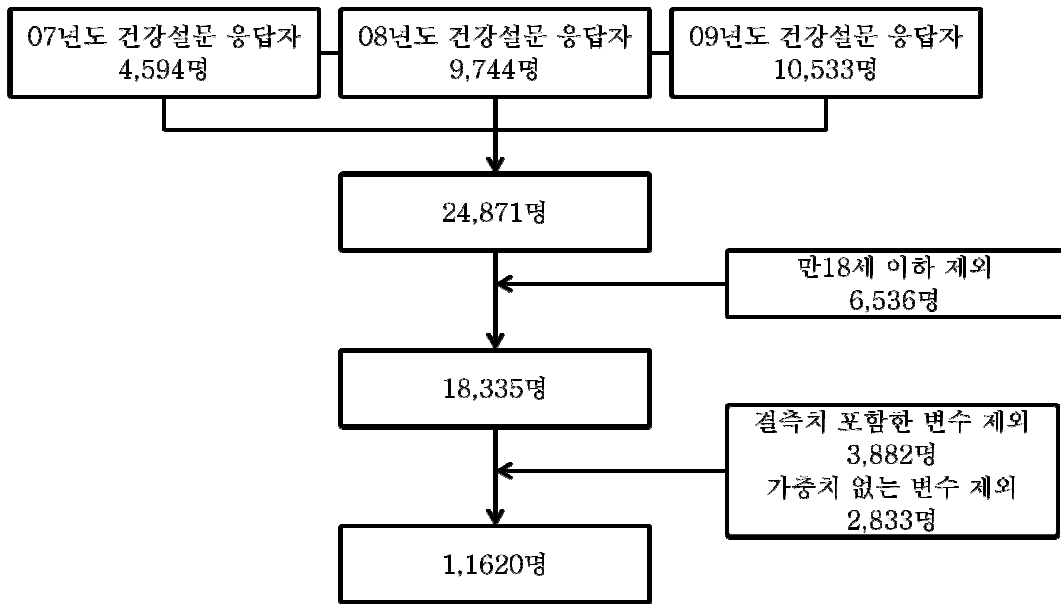 07년도 건강설문 응답자
4,594명
08년도 건강설문 응답자
9,744명
09년도 건강설문 응답자
10,533명
24,871명
만18세 이하 제외
6,536명
18,335명
결측치 포함한 변수 제외
3,882명
가중치 없는 변수 제외
2,833명
1,1620명